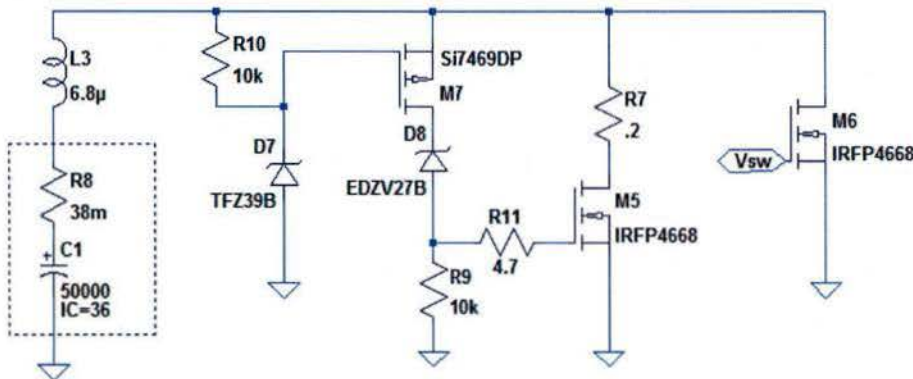 L3
6.8µ
R8
38m
C1
+
50000
IC=36
R10
10k
D7
TFZ39B
Si7469DP
M7
D8
EDZV27B
R11
4.7
R9
10k
R7
.2
M5
IRFP4668
Vsw
M6
IRFP4668